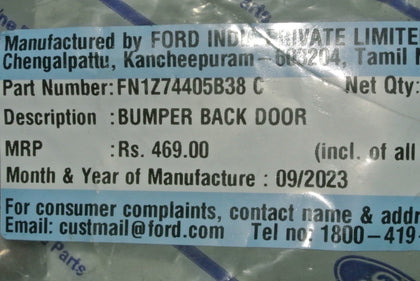 Ford
Manufactured by FORD INDIA PRIVATE LIMITE
Chengalpattu, Kancheepuram – 603204, Tamil
Part Number : FN1Z74405B38 C Net Qty:
Description : BUMPER BACK DOOR
MRP : Rs. 469.00 (incl. of all
Month & Year of Manufacture : 09/2023
For consumer complaints, contact name & addr
Email: custmail@ford.com Tel no: 1800-419-
Parts